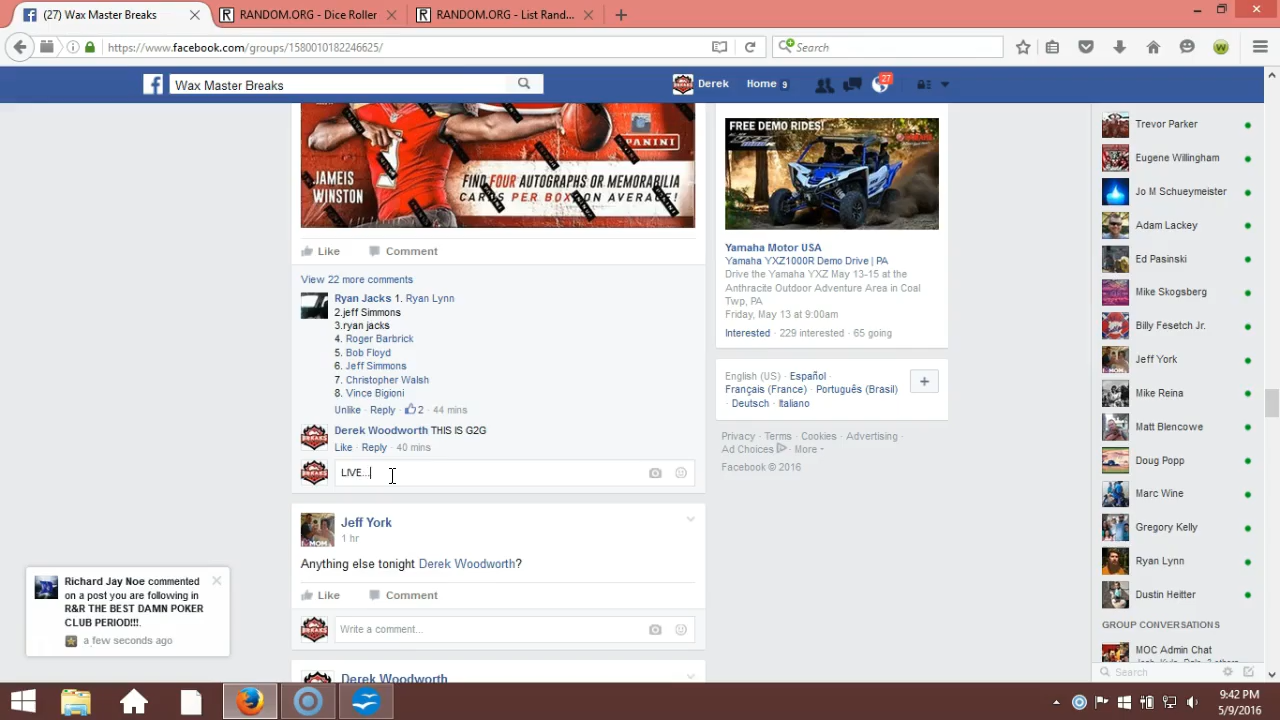 (27) Wax Master Breaks
RANDOM.ORG - Dice Roller
RANDOM.ORG - List Rand...
https://www.facebook.com/groups/1580010182246625/
Search
Wax Master Breaks
Derek
Home 9
27
PANINI
JAMEIS
WINSTON
FIND FOUR AUTOGRAPHS OR MEMORABILIA
CARDS PER BOX ON AVERAGE!
Like
Comment
View 22 more comments
Ryan Jacks 1. Ryan Lynn
2.jeff Simmons
3.ryan jacks
4. Roger Barbrick
5. Bob Floyd
6. Jeff Simmons
7. Christopher Walsh
8. Vince Bigioni
Unlike · Reply · 2 · 44 mins
Derek Woodworth THIS IS G2G
Like · Reply · 40 mins
LIVE...
Jeff York
1 hr
Anything else tonight Derek Woodworth?
Like
Comment
Write a comment...
Derek Woodworth
Richard Jay Noe commented
on a post you are following in
R&R THE BEST DAMN POKER
CLUB PERIOD!!!.
a few seconds ago
FREE DEMO RIDES!
Yamaha Motor USA
Yamaha YXZ1000R Demo Drive | PA
Drive the Yamaha YXZ May 13-15 at the
Anthracite Outdoor Adventure Area in Coal
Twp, PA
Friday, May 13 at 9:00am
Interested · 229 interested · 65 going
English (US) · Español ·
Français (France) · Português (Brasil)
· Deutsch · Italiano
Privacy · Terms · Cookies · Advertising ·
Ad Choices · More
Facebook © 2016
Trevor Parker
Eugene Willingham
Jo M Schueymeister
Adam Lackey
Ed Pasinski
Mike Skogsberg
Billy Fesetch Jr.
Jeff York
Mike Reina
Matt Blencowe
Doug Popp
Marc Wine
Gregory Kelly
Ryan Lynn
Dustin Heitter
GROUP CONVERSATIONS
MOC Admin Chat
Search
9:42 PM
5/9/2016